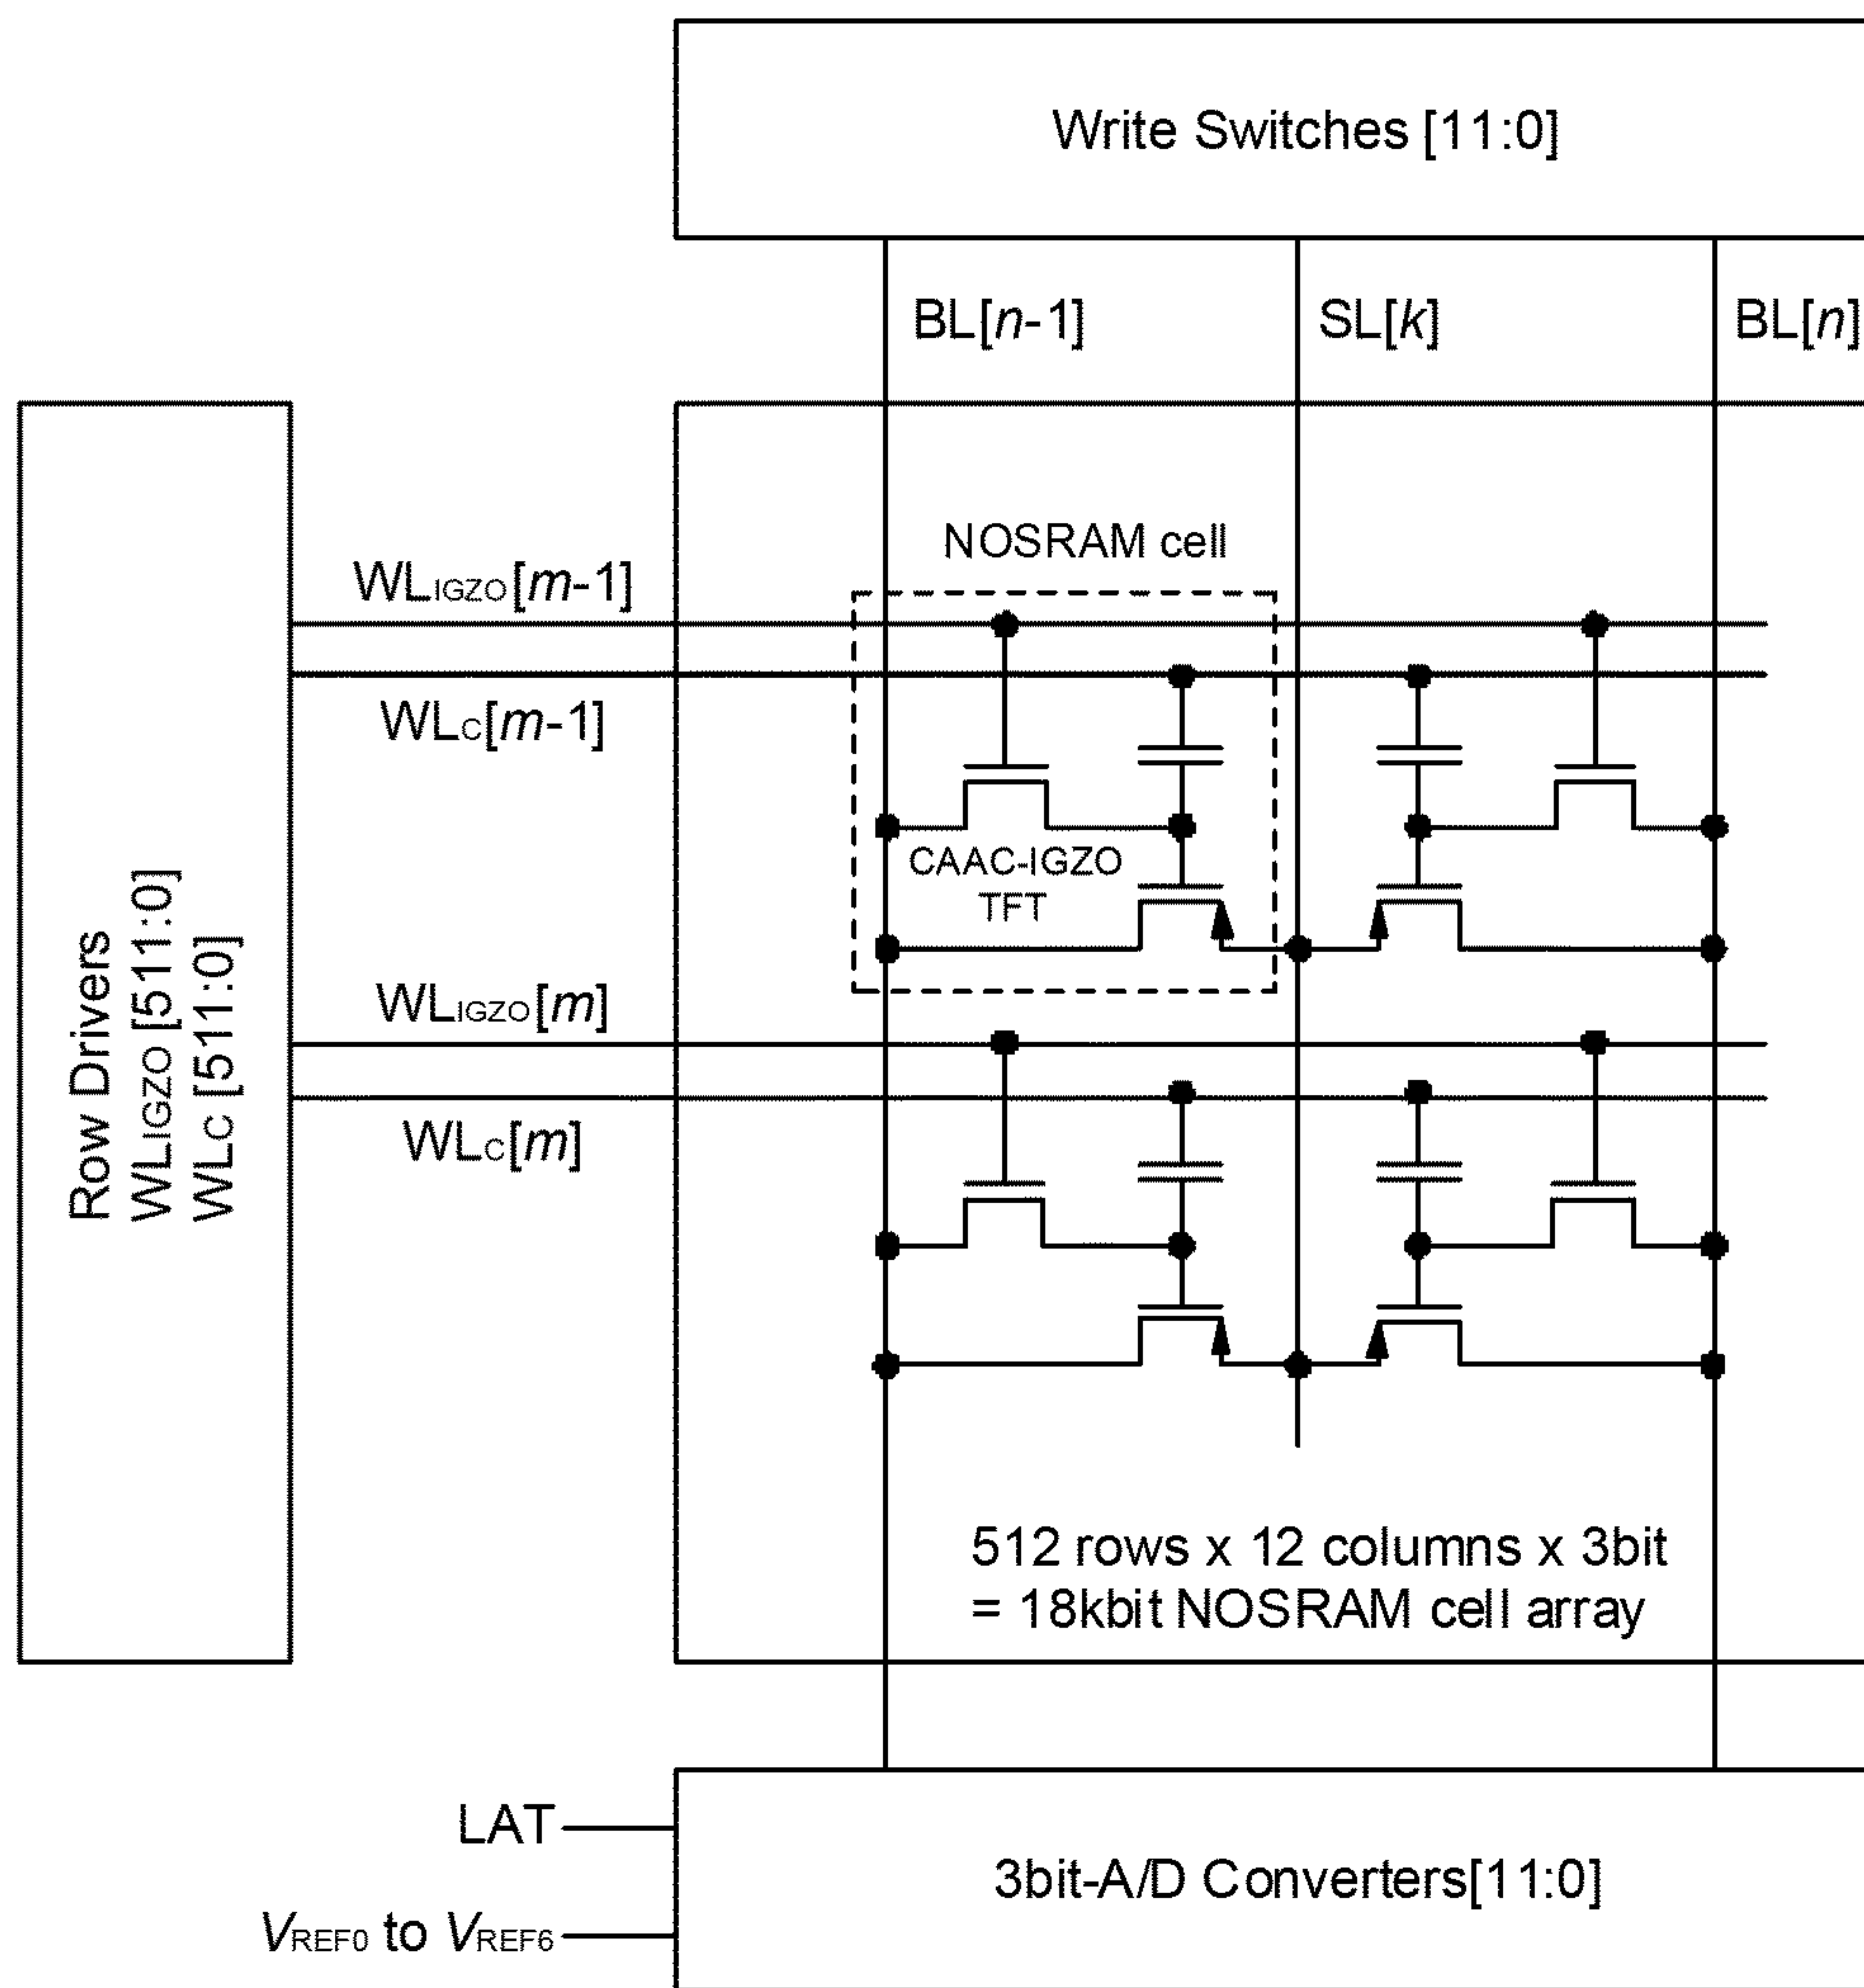 Write Switches [11:0]
BL[n-1]
SL[k]
BL[n]
NOSRAM cell
WLIGZO[m-1]
WLC[m-1]
CAAC-IGZO
TFT
Row Drivers
WLIGZO [511:0]
WLC [511:0]
WLIGZO[m]
WLC[m]
512 rows x 12 columns x 3bit
= 18kbit NOSRAM cell array
LAT
3bit-A/D Converters[11:0]
VREF0 to VREF6